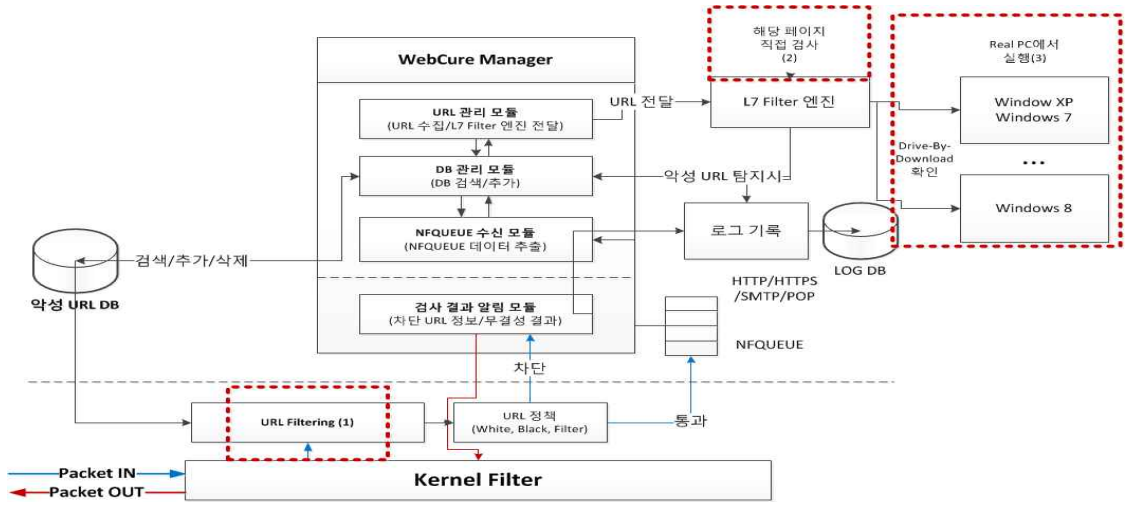 해당 페이지
직접 검사
(2)
Real PC에서
실행(3)
WebCure Manager
URL 관리 모듈
(URL 수집/L7 Filter 엔진 전달)
URL 전달
L7 Filter 엔진
Window XP
Windows 7
Drive-By-
Download
확인
...
DB 관리 모듈
(DB 검색/추가)
악성 URL 탐지시
Windows 8
NFQUEUE 수신 모듈
(NFQUEUE 데이터 추출)
로그 기록
LOG DB
검색/추가/삭제
악성 URL DB
HTTP/HTTPS
/SMTP/POP
검사 결과 알림 모듈
(차단 URL 정보/무결성 결과)
NFQUEUE
차단
URL Filtering (1)
URL 정책
(White, Black, Filter)
통과
Packet IN
Packet OUT
Kernel Filter